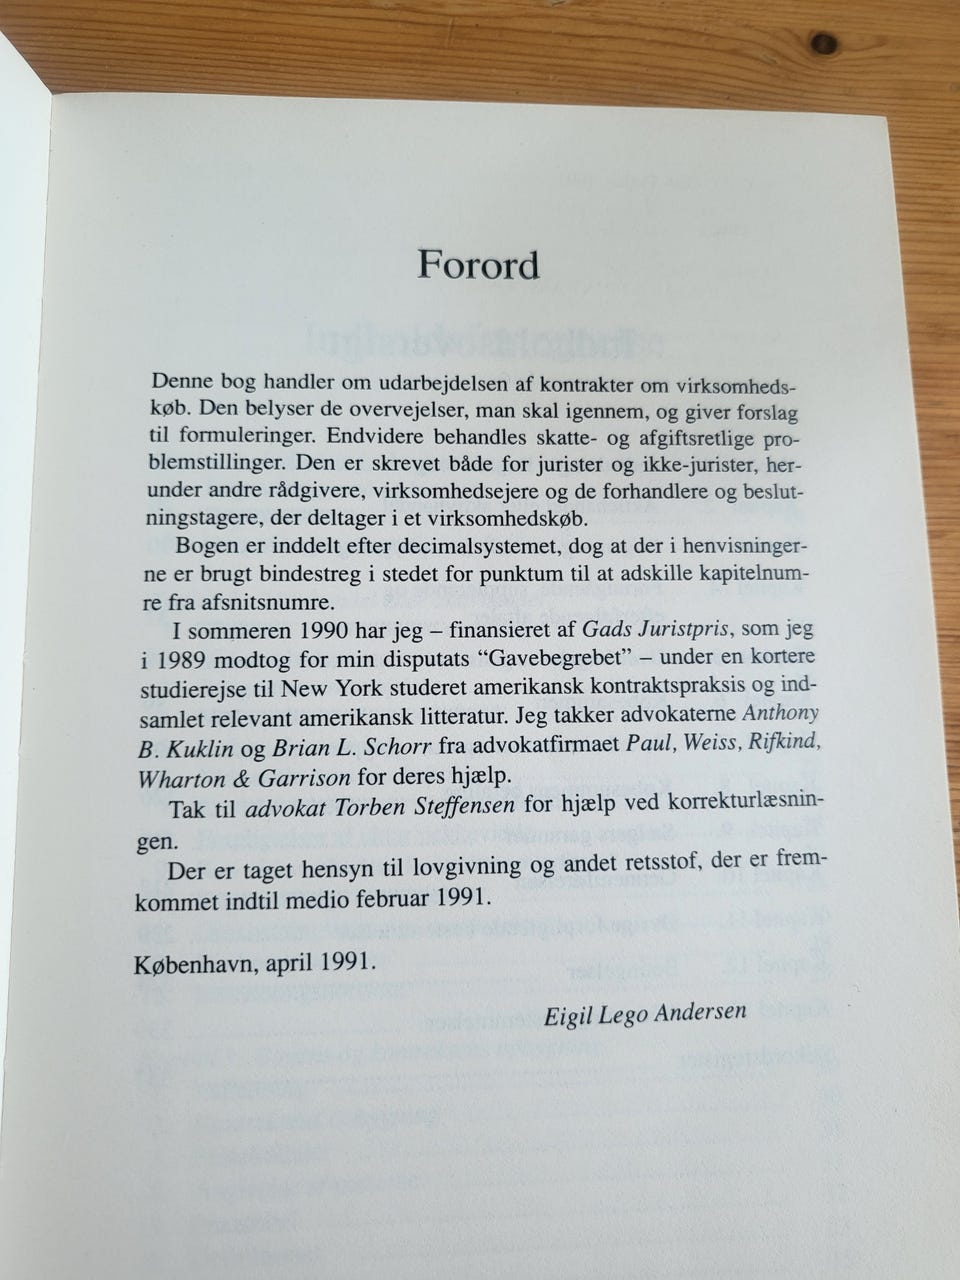 Forord
Denne bog handler om udarbejdelsen af kontrakter om virksomheds-
køb. Den belyser de overvejelser, man skal igennem, og giver forslag
til formuleringer. Endvidere behandles skatte- og afgiftsretlige pro-
blemstillinger. Den er skrevet både for jurister og ikke-jurister, her-
under andre rådgivere, virksomhedsejere og de forhandlere og beslut-
ningstagere, der deltager i et virksomhedskøb.
Bogen er inddelt efter decimalsystemet, dog at der i henvisninger-
ne er brugt bindestreg i stedet for punktum til at adskille kapitelnum-
re fra afsnitsnumre.
I sommeren 1990 har jeg – finansieret af Gads Juristpris, som jeg
i 1989 modtog for min disputats “Gavebegrebet” – under en kortere
studierejse til New York studeret amerikansk kontraktspraksis og ind-
samlet relevant amerikansk litteratur. Jeg takker advokaterne Anthony
B. Kuklin og Brian L. Schorr fra advokatfirmaet Paul, Weiss, Rifkind,
Wharton & Garrison for deres hjælp.
Tak til advokat Torben Steffensen for hjælp ved korrekturlæsnin-
gen.
Der er taget hensyn til lovgivning og andet retsstof, der er frem-
kommet indtil medio februar 1991.
København, april 1991.
Eigil Lego Andersen